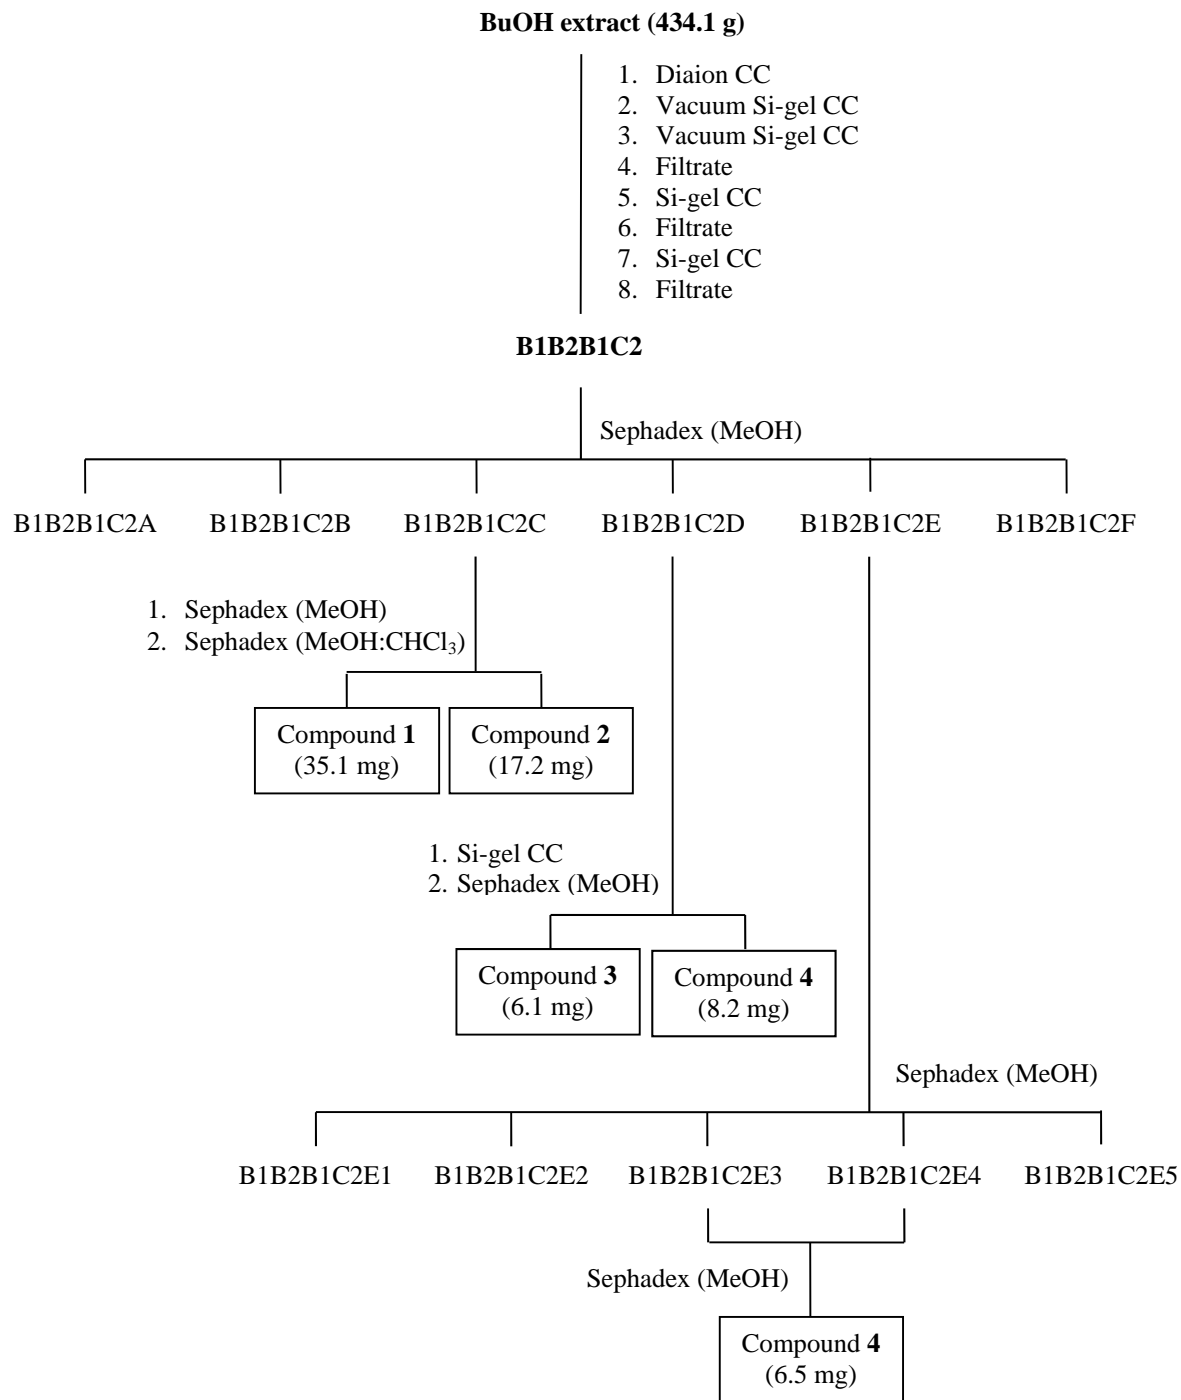 BuOH extract (434.1 g)
1. Diaion CC
2. Vacuum Si-gel CC
3. Vacuum Si-gel CC
4. Filtrate
5. Si-gel CC
6. Filtrate
7. Si-gel CC
8. Filtrate
B1B2B1C2
Sephadex (MeOH)
B1B2B1C2A B1B2B1C2B B1B2B1C2C B1B2B1C2D B1B2B1C2E B1B2B1C2F
1. Sephadex (MeOH)
2. Sephadex (MeOH:CHCl₃)
Compound 1
(35.1 mg)
Compound 2
(17.2 mg)
1. Si-gel CC
2. Sephadex (MeOH)
Compound 3
(6.1 mg)
Compound 4
(8.2 mg)
Sephadex (MeOH)
B1B2B1C2E1 B1B2B1C2E2 B1B2B1C2E3 B1B2B1C2E4 B1B2B1C2E5
Sephadex (MeOH)
Compound 4
(6.5 mg)